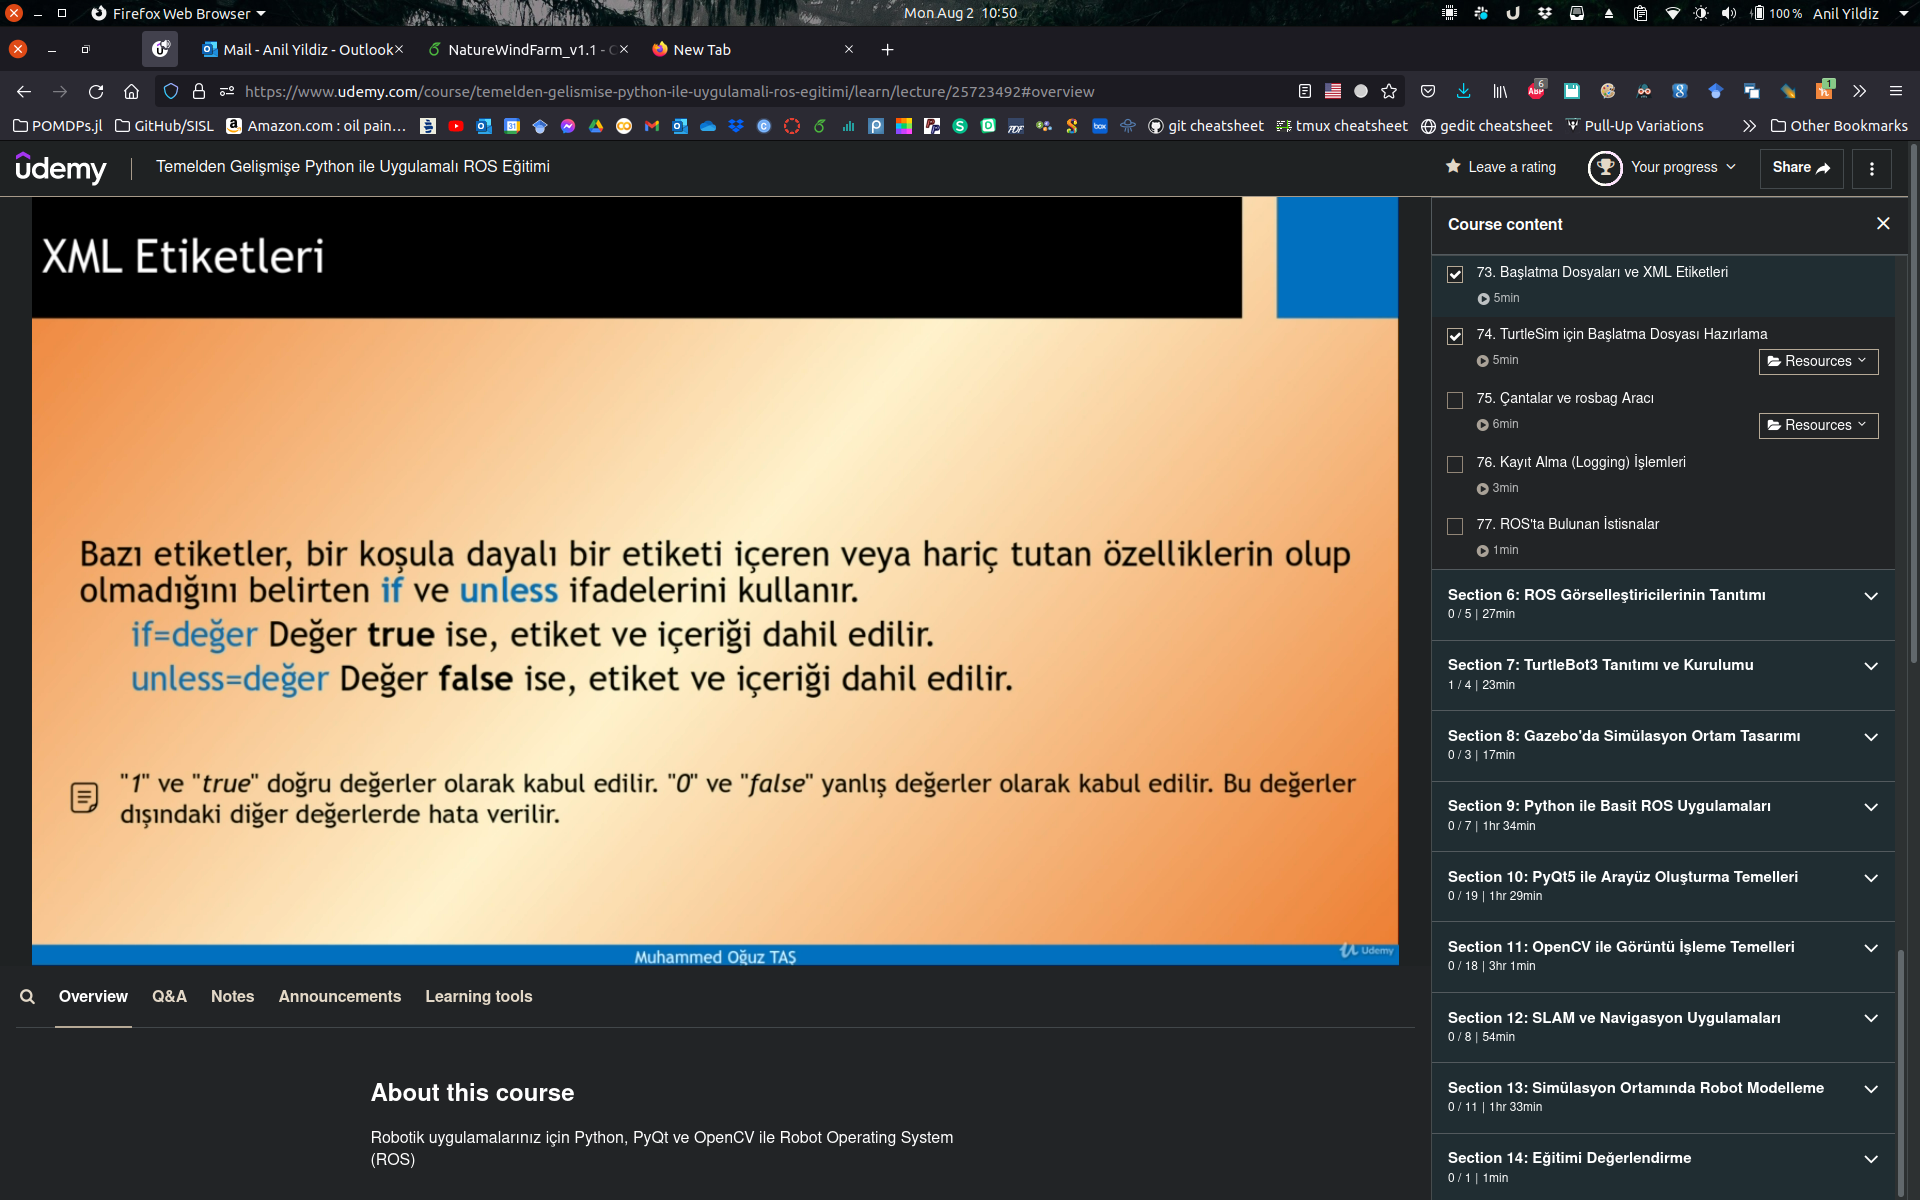 Firefox Web Browser
Mon Aug 2 10:50
100 %
Anil Yildiz
Mail - Anil Yildiz - Outlook
NatureWindFarm_v1.1 -
New Tab
https://www.udemy.com/course/temelden-gelismise-python-ile-uygulamali-ros-egitimi/learn/lecture/25723492#overview
6
1
POMDPs.jl
GitHub/SISL
Amazon.com : oil pain...
git cheatsheet
tmux cheatsheet
gedit cheatsheet
Pull-Up Variations
Other Bookmarks
udemy
Temelden Gelişmişe Python ile Uygulamalı ROS Eğitimi
Leave a rating
Your progress
Share
XML Etiketleri
Bazı etiketler, bir koşula dayalı bir etiketi içeren veya hariç tutan özelliklerin olup
olmadığını belirten if ve unless ifadelerini kullanır.
if=değer Değer true ise, etiket ve içeriği dahil edilir.
unless=değer Değer false ise, etiket ve içeriği dahil edilir.
"1" ve "true" doğru değerler olarak kabul edilir. "0" ve "false" yanlış değerler olarak kabul edilir. Bu değerler
dışındaki diğer değerlerde hata verilir.
Muhammed Oğuz TAŞ
Udemy
Course content
73. Başlatma Dosyaları ve XML Etiketleri
5min
74. TurtleSim için Başlatma Dosyası Hazırlama
5min
Resources
75. Çantalar ve rosbag Aracı
6min
Resources
76. Kayıt Alma (Logging) İşlemleri
3min
77. ROS'ta Bulunan İstisnalar
1min
Section 6: ROS Görselleştiricilerinin Tanıtımı
0 / 5 | 27min
Section 7: TurtleBot3 Tanıtımı ve Kurulumu
1 / 4 | 23min
Section 8: Gazebo'da Simülasyon Ortam Tasarımı
0 / 3 | 17min
Section 9: Python ile Basit ROS Uygulamaları
0 / 7 | 1hr 34min
Section 10: PyQt5 ile Arayüz Oluşturma Temelleri
0 / 19 | 1hr 29min
Section 11: OpenCV ile Görüntü İşleme Temelleri
0 / 18 | 3hr 1min
Section 12: SLAM ve Navigasyon Uygulamaları
0 / 8 | 54min
Section 13: Simülasyon Ortamında Robot Modelleme
0 / 11 | 1hr 33min
Section 14: Eğitimi Değerlendirme
0 / 1 | 1min
Overview
Q&A
Notes
Announcements
Learning tools
About this course
Robotik uygulamalarınız için Python, PyQt ve OpenCV ile Robot Operating System
(ROS)